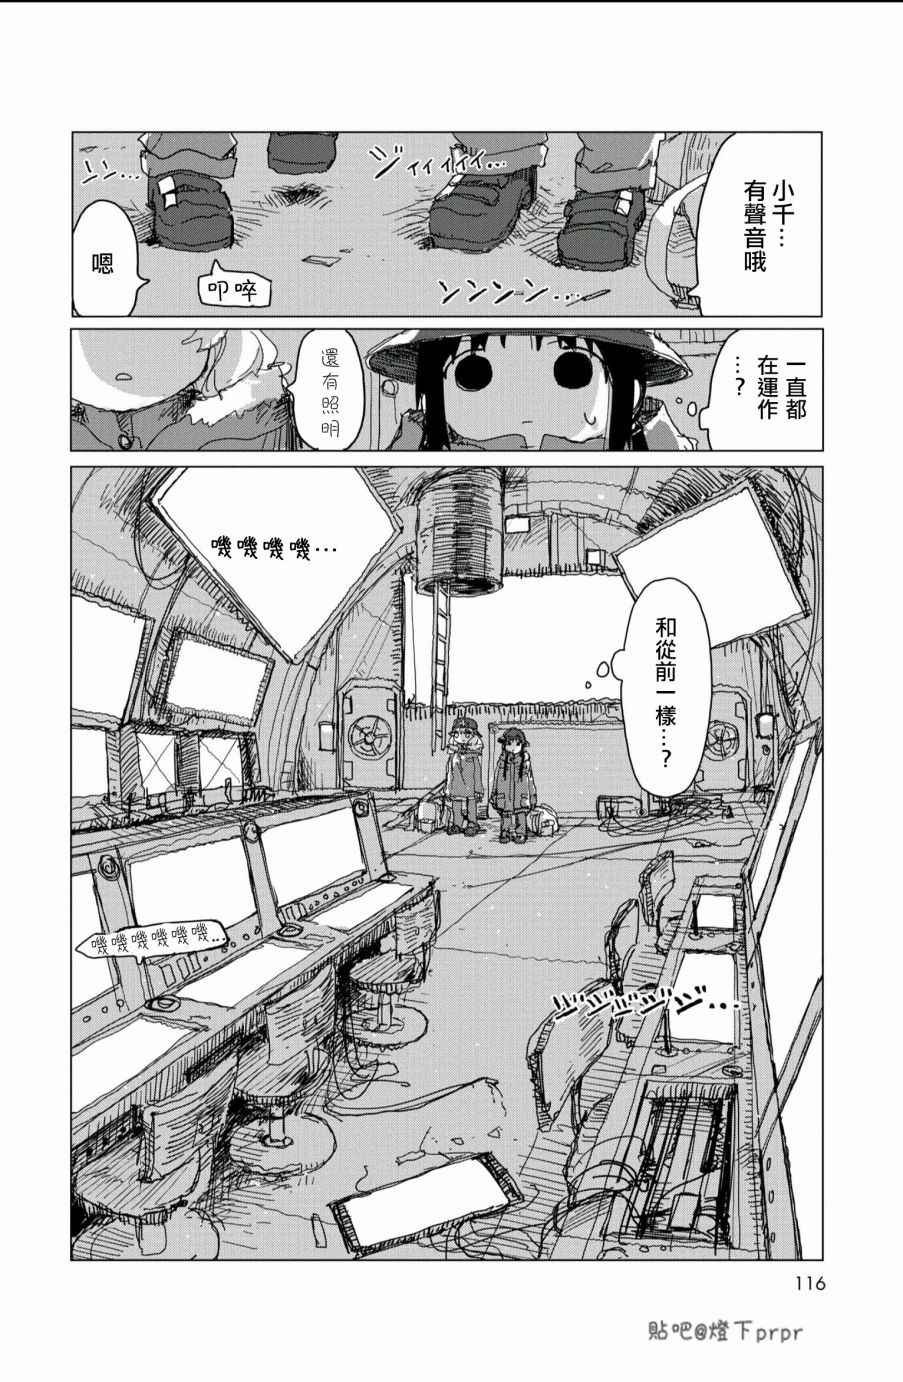 小千…
有聲音哦
ジィィィィィ…
ンンンン…
ンン…
叩啐
嗯
一直都
在運作
…?
還有照明
嘰嘰嘰嘰…
和從前一樣…?
嘰嘰嘰嘰嘰嘰…
ジジジジジ…
116
貼吧@燈下prpr